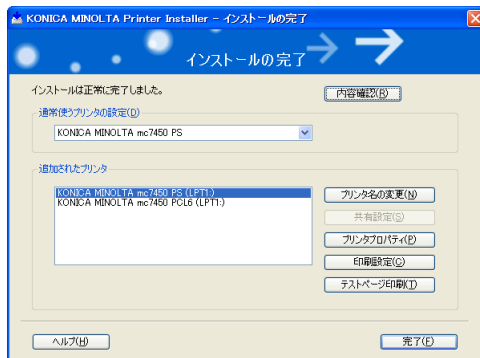 KONICA MINOLTA Printer Installer - インストールの完了
インストールの完了
インストールは正常に完了しました。
内容確認(R)
通常使うプリンタの設定(D)
KONICA MINOLTA mc7450 PS
追加されたプリンタ
KONICA MINOLTA mc7450 PS (LPT1:)
KONICA MINOLTA mc7450 PCL6 (LPT1:)
プリンタ名の変更(N)
共有設定(S)
プリンタプロパティ(P)
印刷設定(C)
テストページ印刷(T)
ヘルプ(H)
完了(F)